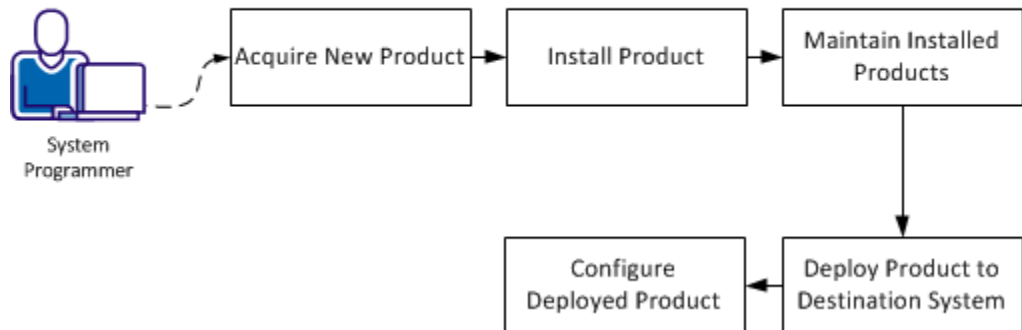 Acquire New Product
Install Product
Maintain Installed
Products
System
Programmer
Configure
Deployed Product
Deploy Product to
Destination System